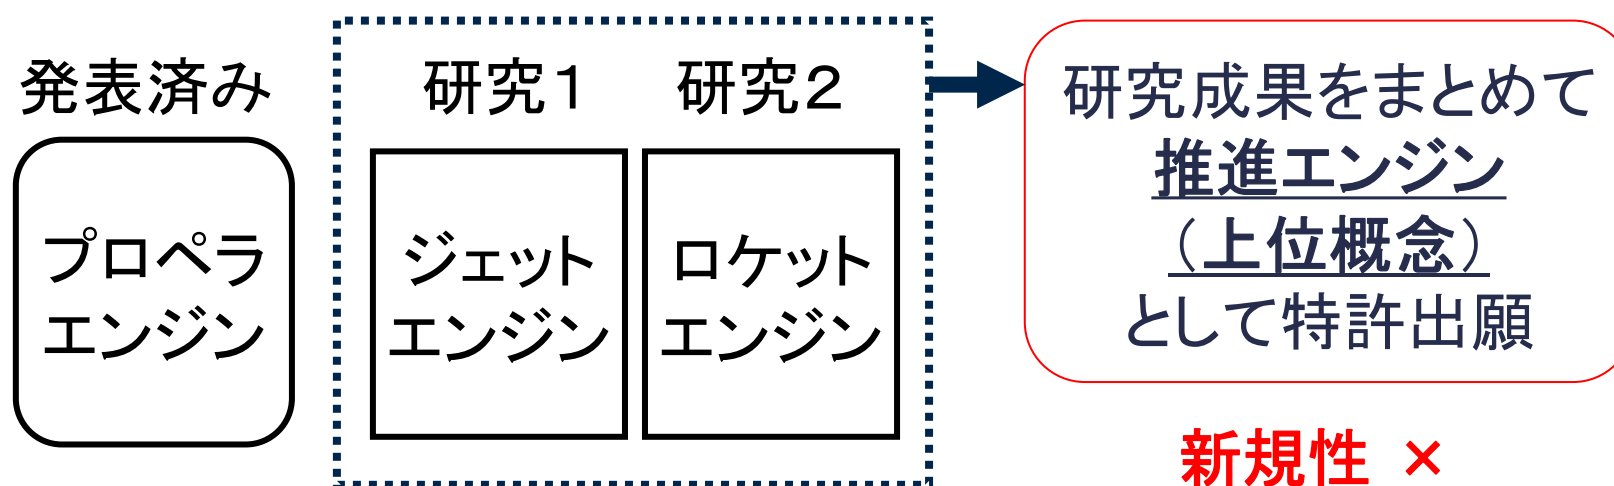 発表済み
プロペラ
エンジン
研究１
ジェット
エンジン
研究２
ロケット
エンジン
研究成果をまとめて
推進エンジン
（上位概念）
として特許出願
新規性 ×